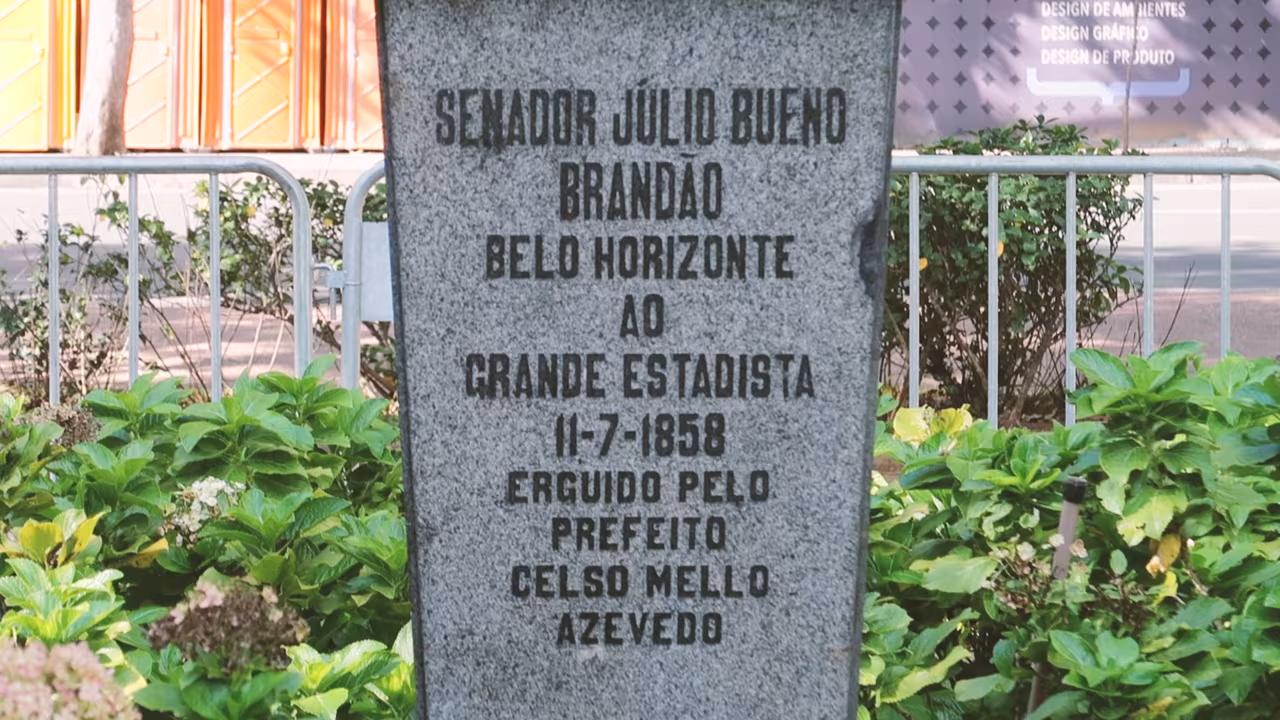 DESIGN DE AMBIENTES
DESIGN GRÁFICO
DESIGN DE PRODUTO
SENADOR JÚLIO BUENO
BRANDÃO
BELO HORIZONTE
AO
GRANDE ESTADISTA
11-7-1858
ERGUIDO PELO
PREFEITO
CELSO MELLO
AZEVEDO